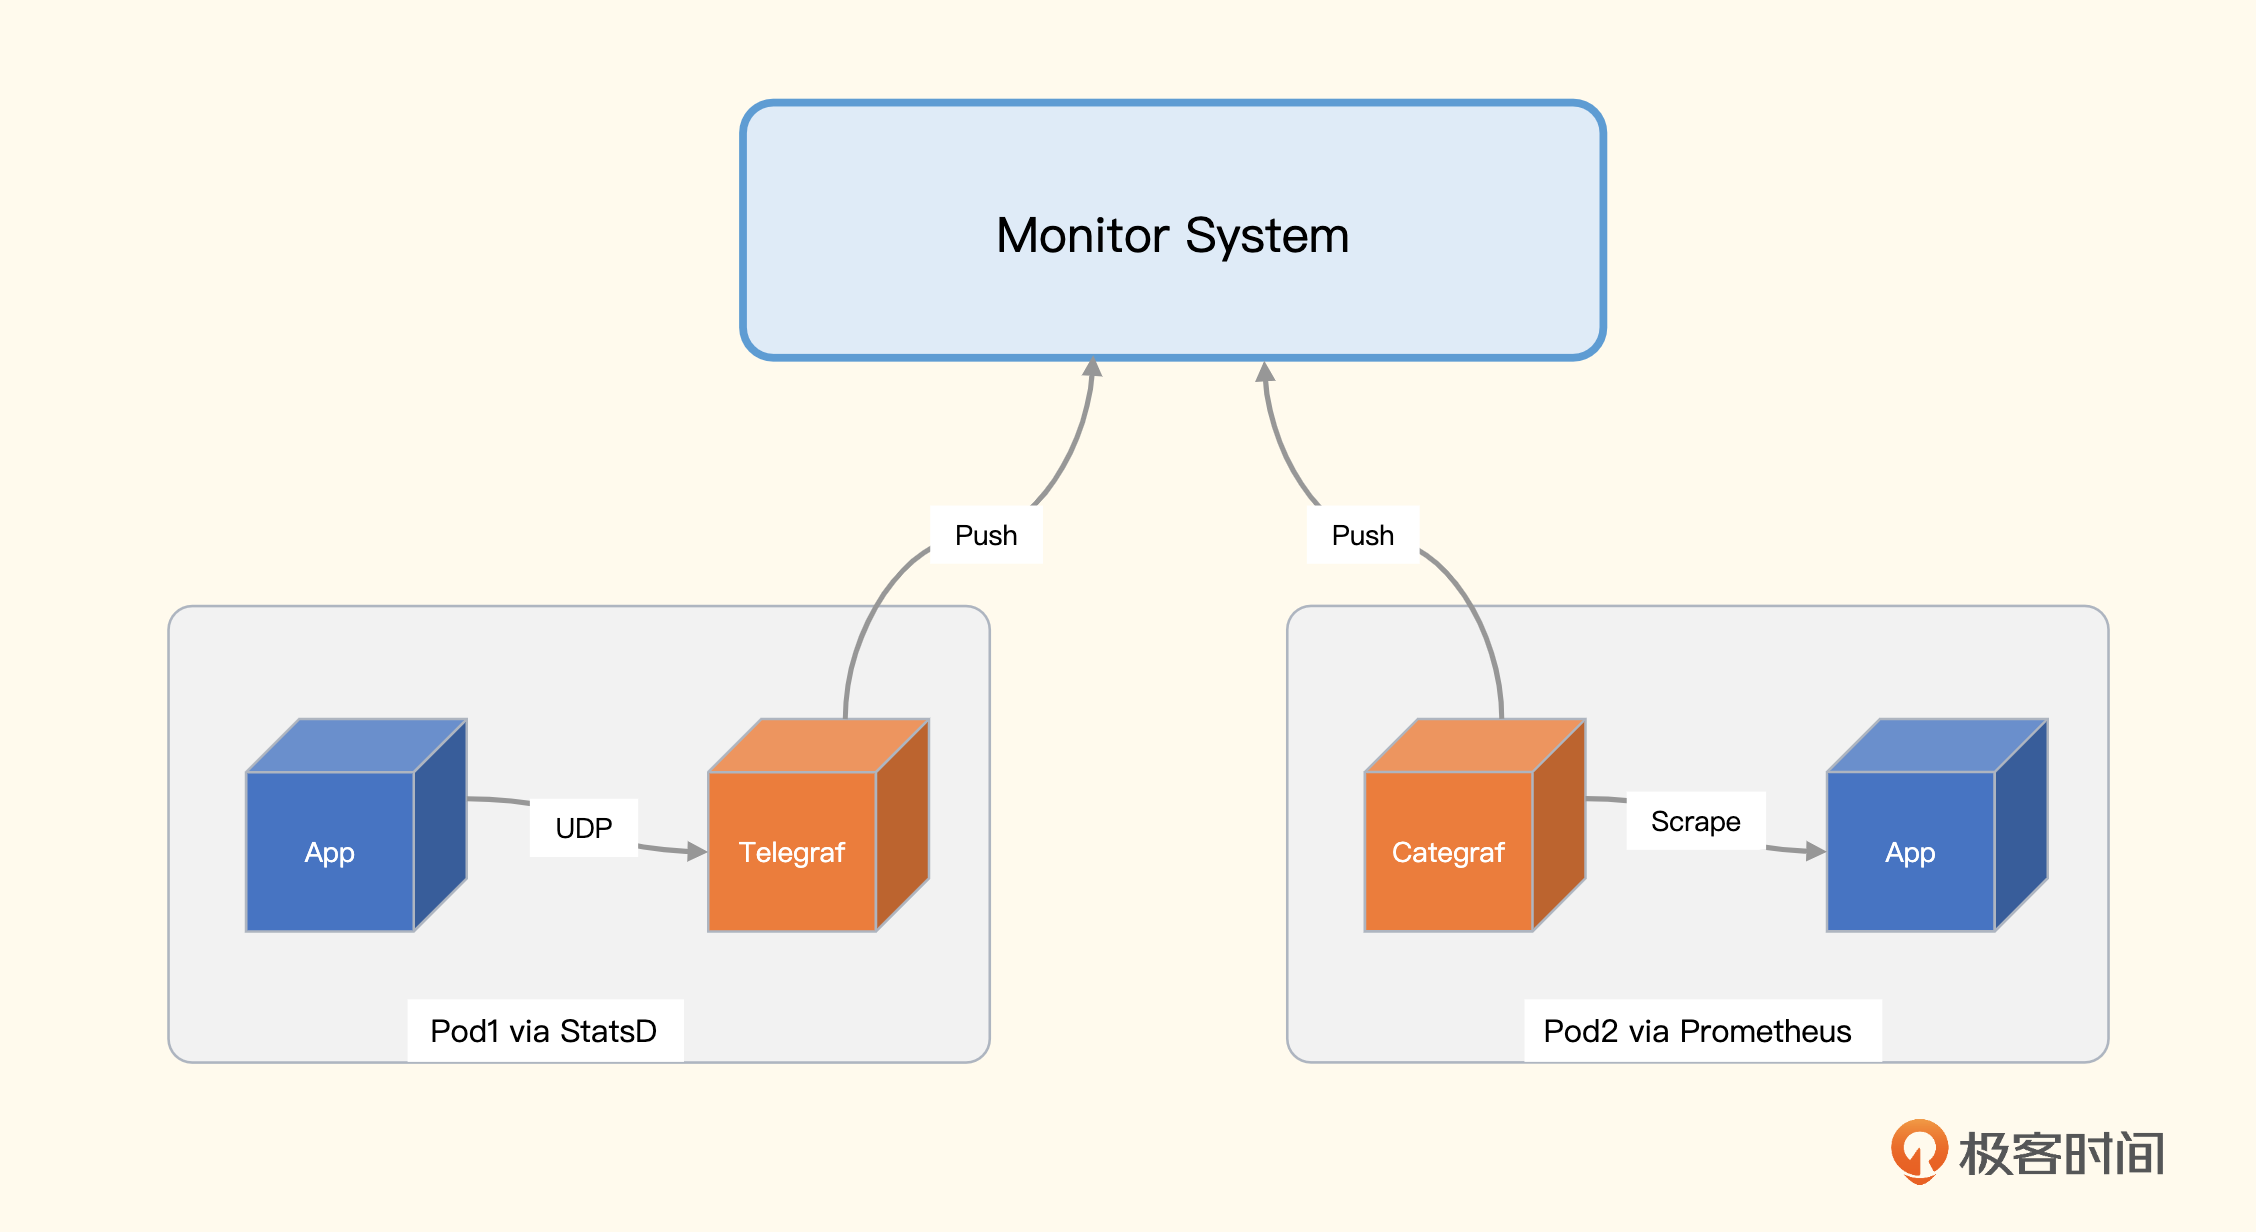 Monitor System
Push
Push
App
UDP
Telegraf
Categraf
Scrape
App
Pod1 via StatsD
Pod2 via Prometheus
极客时间